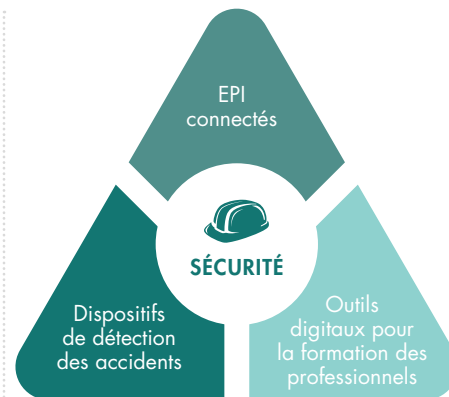 EPI
connectés
SÉCURITÉ
Dispositifs
de détection
des accidents
Outils
digitaux pour
la formation des
professionnels